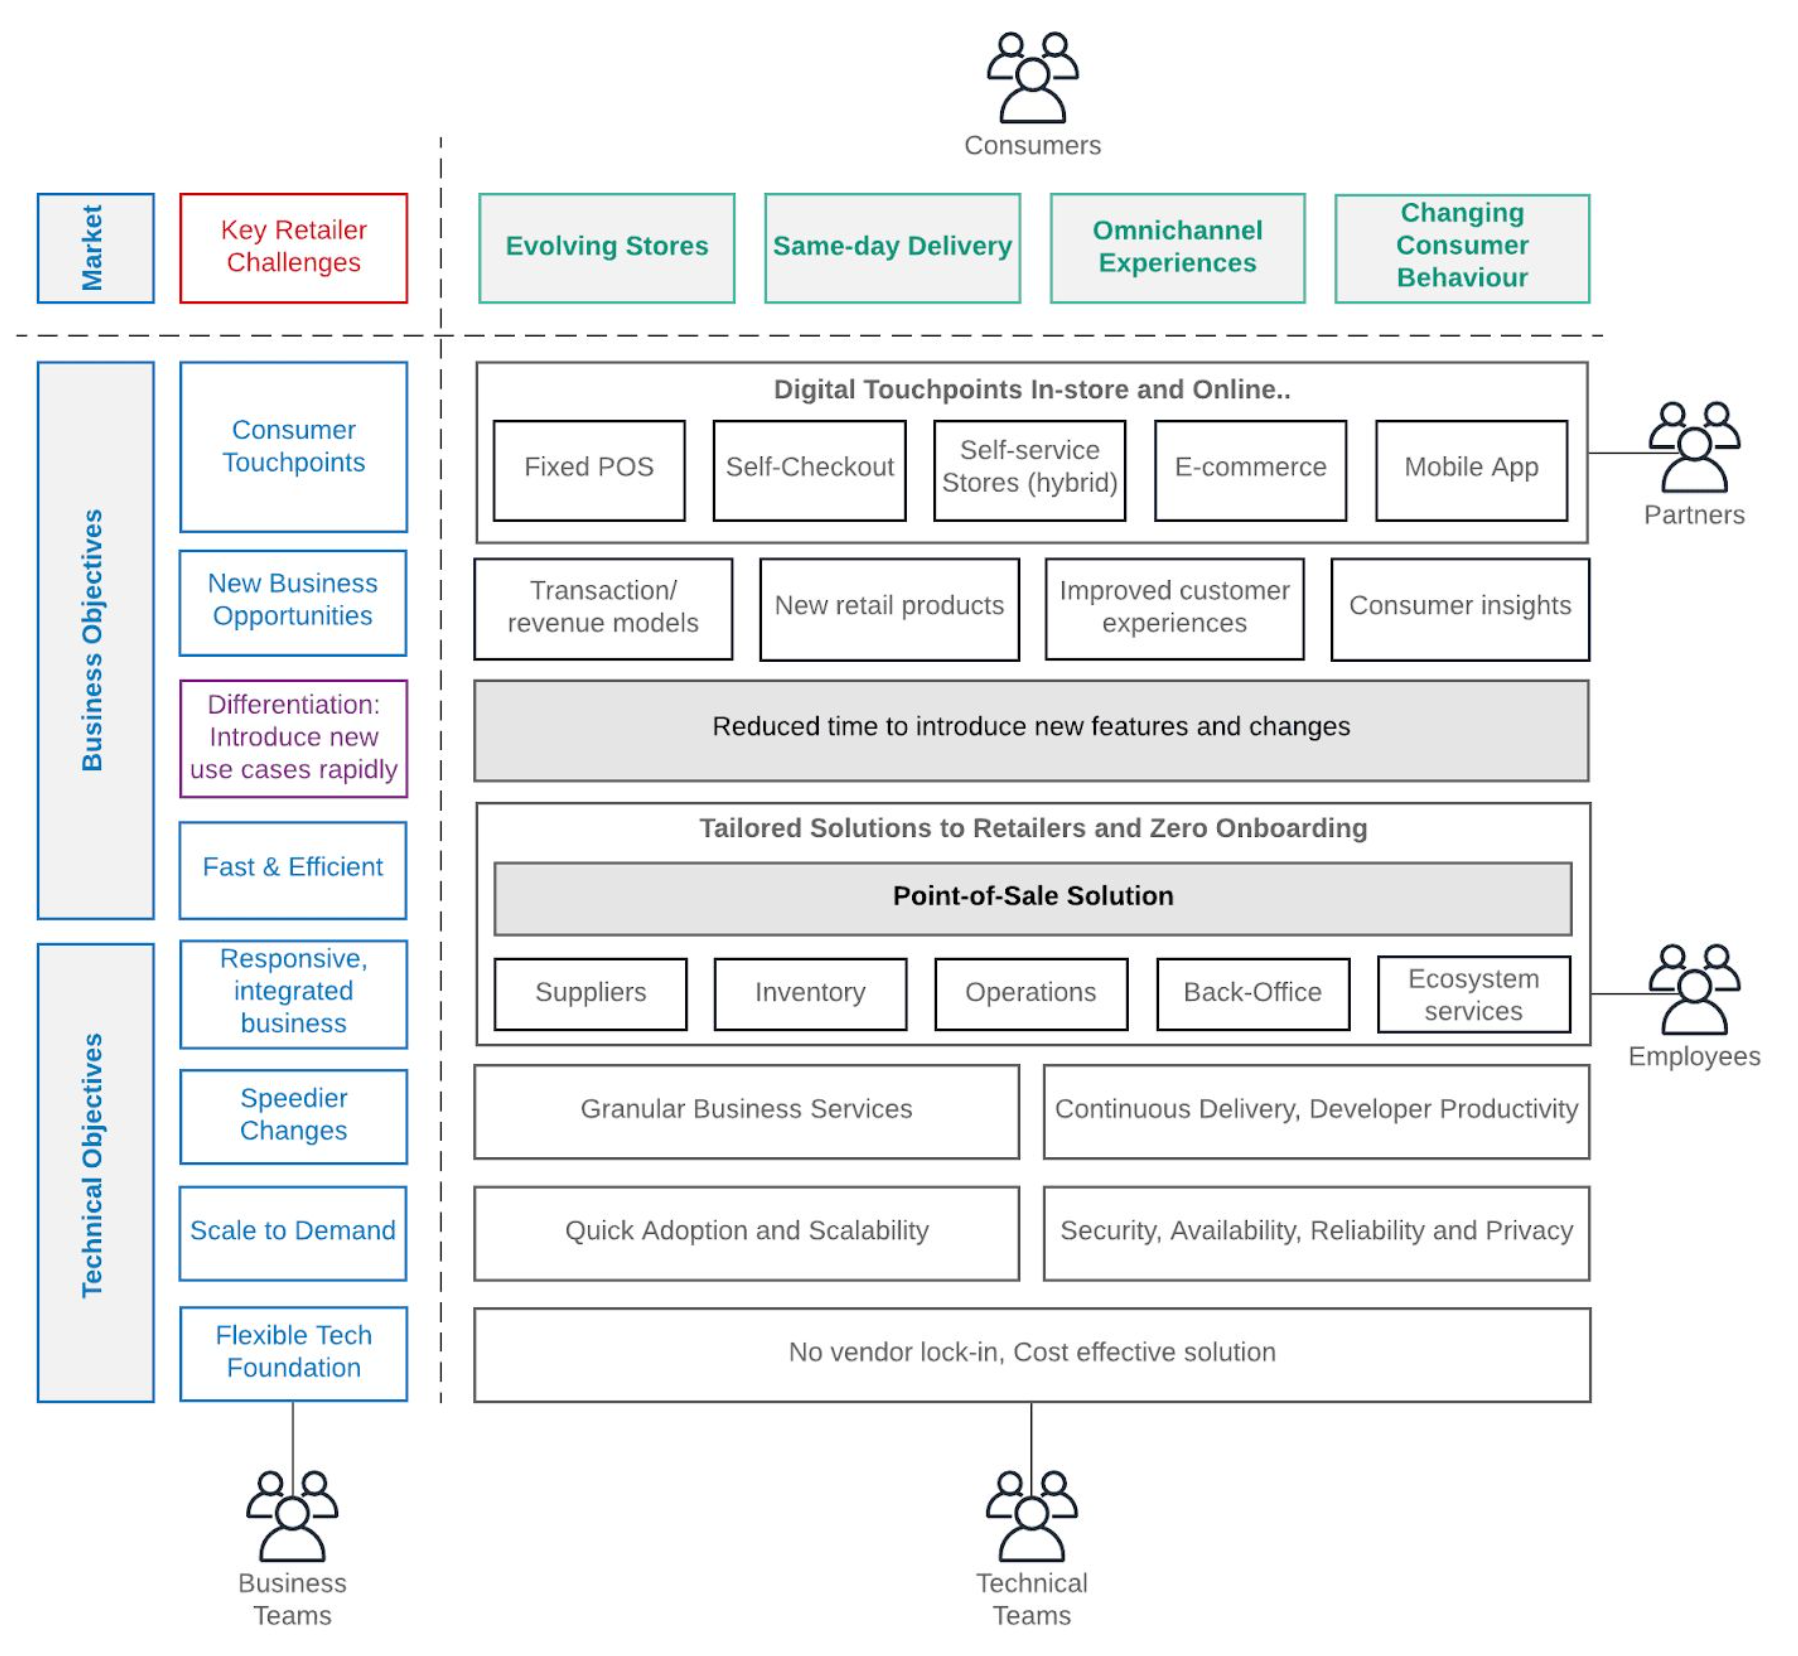 Consumers
Market
Key Retailer
Challenges
Evolving Stores
Same-day Delivery
Omnichannel
Experiences
Changing
Consumer
Behaviour
Business Objectives
Consumer
Touchpoints
Digital Touchpoints In-store and Online..
Fixed POS
Self-Checkout
Self-service
Stores (hybrid)
E-commerce
Mobile App
Partners
New Business
Opportunities
Transaction/
revenue models
New retail products
Improved customer
experiences
Consumer insights
Differentiation:
Introduce new
use cases rapidly
Reduced time to introduce new features and changes
Fast & Efficient
Tailored Solutions to Retailers and Zero Onboarding
Point-of-Sale Solution
Technical Objectives
Responsive,
integrated
business
Suppliers
Inventory
Operations
Back-Office
Ecosystem
services
Employees
Speedier
Changes
Granular Business Services
Continuous Delivery, Developer Productivity
Scale to Demand
Quick Adoption and Scalability
Security, Availability, Reliability and Privacy
Flexible Tech
Foundation
No vendor lock-in, Cost effective solution
Business
Teams
Technical
Teams